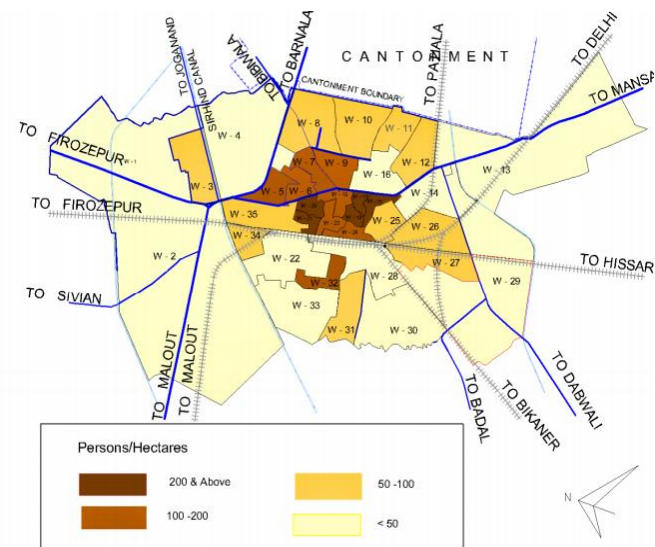 CANTONMENT
TO JOGANAND
SIRHIND CANAL
TO BIBIWALA
TO BARNALA
CANTONMENT BOUNDARY
TO PATIALA
TO DELHI
TO MANSA
TO FIROZEPUR
W - 1
W - 4
W - 8
W - 10
W - 11
W - 7
W - 9
W - 12
W - 16
W - 13
W - 3
W - 5
W - 6
W - 14
TO FIROZEPUR
W - 35
W - 25
W - 26
W - 34
W - 2
W - 22
W - 27
TO HISSAR
W - 32
W - 28
W - 29
TO SIVIAN
W - 33
W - 31
W - 30
TO MALOUT
TO MALOUT
TO BADAL
TO BIKANER
TO DABWALI
Persons/Hectares
200 & Above
50 -100
100 -200
< 50
N